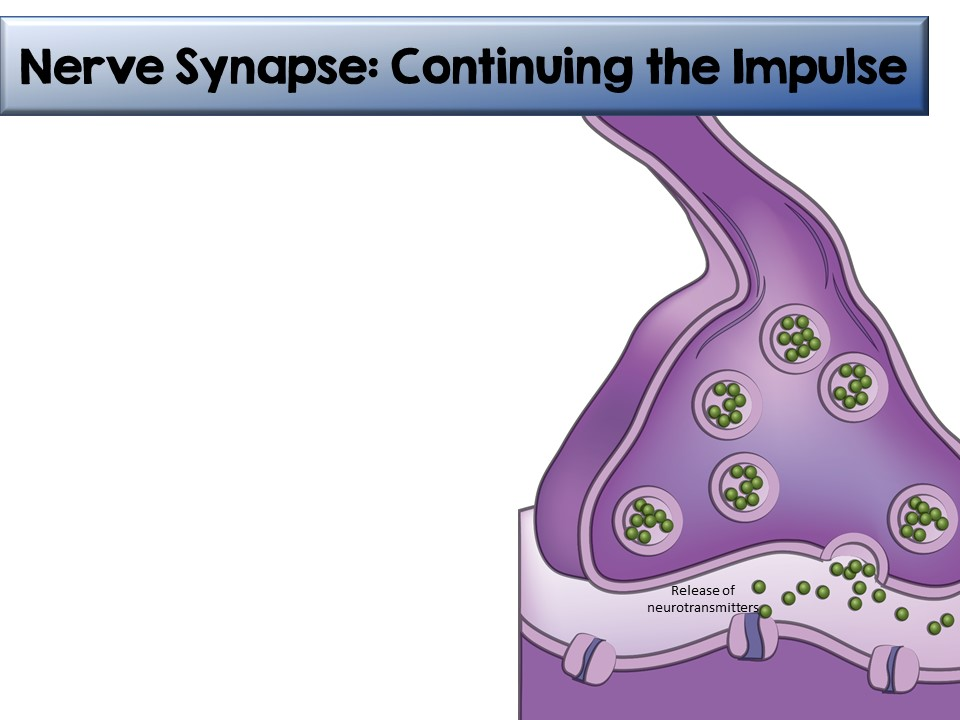 Nerve Synapse: Continuing the Impulse
Release of
neurotransmitters